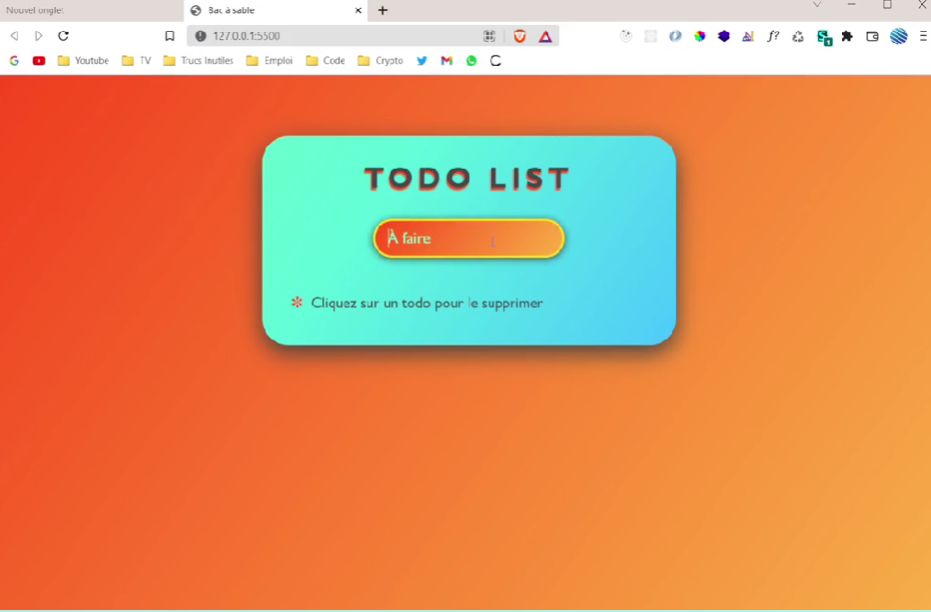 Nouvel onglet
Bac à sable
127.0.0.1:5500
Youtube TV Trucs Inutiles Emploi Code Crypto
TODO LIST
À faire
Cliquez sur un todo pour le supprimer